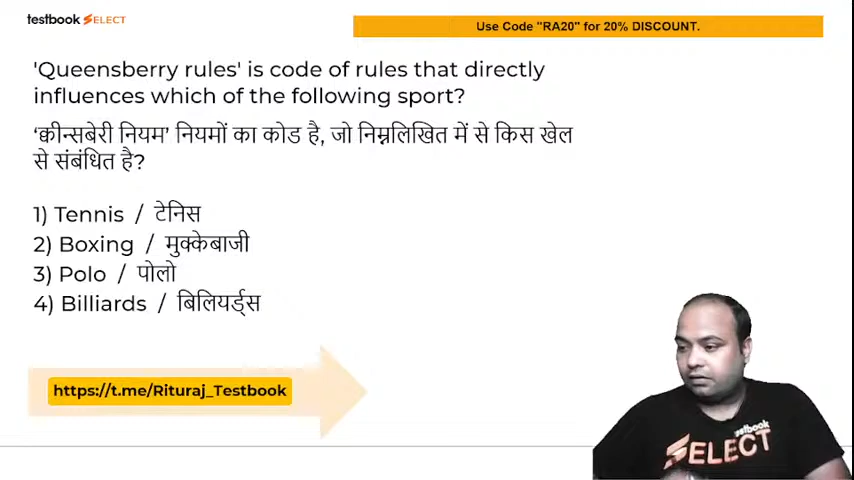 testbook SELECT
Use Code "RA20" for 20% DISCOUNT.
'Queensberry rules' is code of rules that directly
influences which of the following sport?
'क्वीन्सबेरी नियम' नियमों का कोड है, जो निम्नलिखित में से किस खेल
से संबंधित है?
1) Tennis / टेनिस
2) Boxing / मुक्केबाजी
3) Polo / पोलो
4) Billiards / बिलियर्ड्स
https://t.me/Rituraj_Testbook
testbook
SELECT